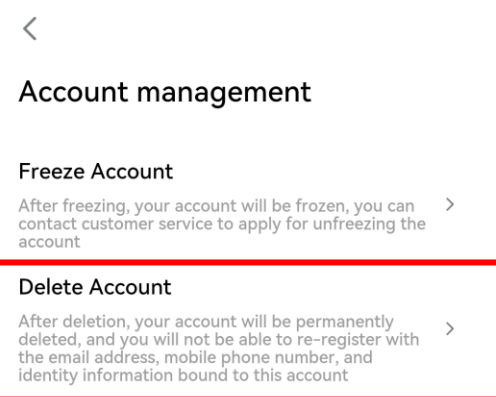 Account management
Freeze Account
After freezing, your account will be frozen, you can
contact customer service to apply for unfreezing the
account
Delete Account
After deletion, your account will be permanently
deleted, and you will not be able to re-register with
the email address, mobile phone number, and
identity information bound to this account